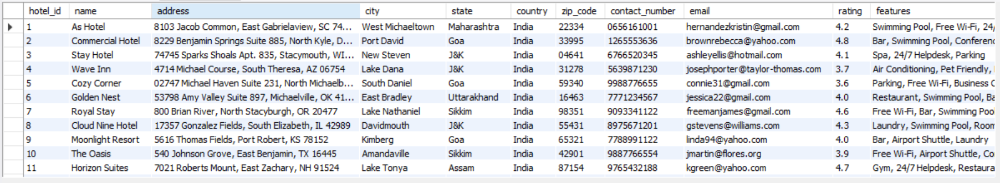 hotel_id name address city state country zip_code contact_number email rating features
1 As Hotel 8103 Jacob Common, East Gabrielaview, SC 74... West Michaeltown Maharashtra India 22334 0656161001 hernandezkristin@gmail.com 4.2 Swimming Pool, Free Wi-Fi, 24/
2 Commercial Hotel 8229 Benjamin Springs Suite 885, North Kyle, D... Port David Goa India 33995 1265553636 brownrebecca@yahoo.com 4.8 Bar, Swimming Pool, Conferenc
3 Stay Hotel 74745 Sparks Shoals Apt. 835, Stacymouth, WI... New Steven J&K India 04641 6766520345 ashleyellis@hotmail.com 4.1 Spa, 24/7 Helpdesk, Parking
4 Wave Inn 4714 Michael Course, South Theresa, AZ 06754 Lake Dana J&K India 31278 5639871230 josephporter@taylor-thomas.com 3.7 Air Conditioning, Pet Friendly,
5 Cozy Corner 02747 Michael Haven Suite 231, North Michaelb... South Daniel Goa India 59340 9988776655 connie31@gmail.com 3.6 Parking, Free Wi-Fi, Business C
6 Golden Nest 53798 Amy Valley Suite 897, Michaelville, OK 41... East Bradley Uttarakhand India 16463 7771234567 jessica22@gmail.com 4.0 Restaurant, Swimming Pool, Ba
7 Royal Stay 800 Brian River, North Stacyburgh, OR 20477 Lake Nathaniel Sikkim India 98351 9093341122 freemanjames@gmail.com 4.6 Free Wi-Fi, Bar, Swimming Poo
8 Cloud Nine Hotel 17357 Gonzalez Fields, South Elizabeth, IL 42989 Davidmouth J&K India 55431 8975671201 gstevens@williams.com 4.3 Laundry, Swimming Pool, Room
9 Moonlight Resort 5616 Thomas Fields, Port Robert, KS 78152 Kimberg Goa India 65321 7788991122 linda94@yahoo.com 4.0 Bar, Airport Shuttle, Laundry
10 The Oasis 540 Johnson Grove, East Benjamin, TX 16445 Amandaville Sikkim India 42901 9887766554 jmartin@flores.org 3.9 Free Wi-Fi, Airport Shuttle, Co
11 Horizon Suites 7021 Roberts Mount, East Zachary, NH 91524 Lake Tonya Assam India 87154 9765432188 kgreen@yahoo.com 4.7 Gym, 24/7 Helpdesk, Restaura